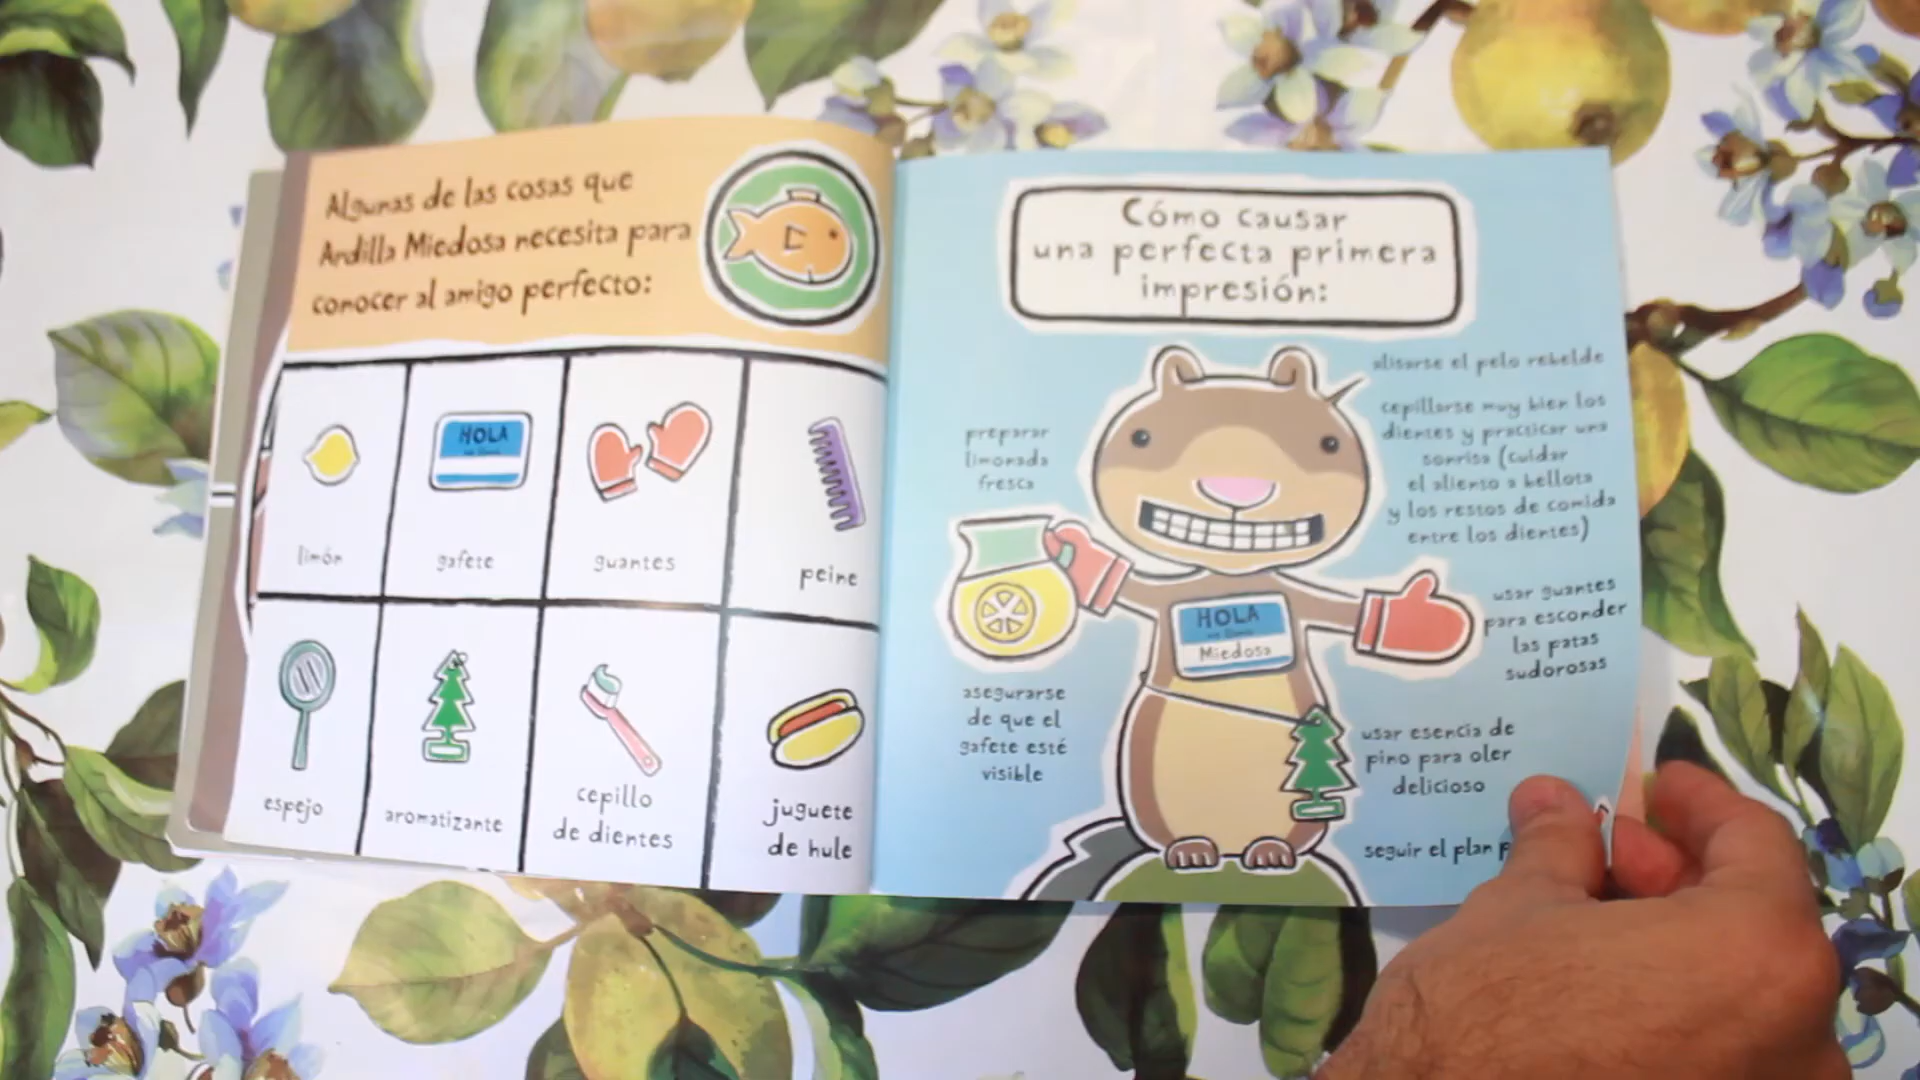 Algunas de las cosas que
Ardilla Miedosa necesita para
conocer al amigo perfecto:
limón
gafete
HOLA
guantes
peine
espejo
aromatizante
cepillo
de dientes
juguete
de hule
Cómo causar
una perfecta primera
impresión:
alisarse el pelo rebelde
cepillarse muy bien los
dientes y practicar una
sonrisa (cuidar
el aliento a bellota
y los restos de comida
entre los dientes)
preparar
limonada
fresca
usar guantes
para esconder
las patas
sudorosas
HOLA
Miedosa
asegurarse
de que el
gafete esté
visible
usar esencia de
pino para oler
delicioso
seguir el plan